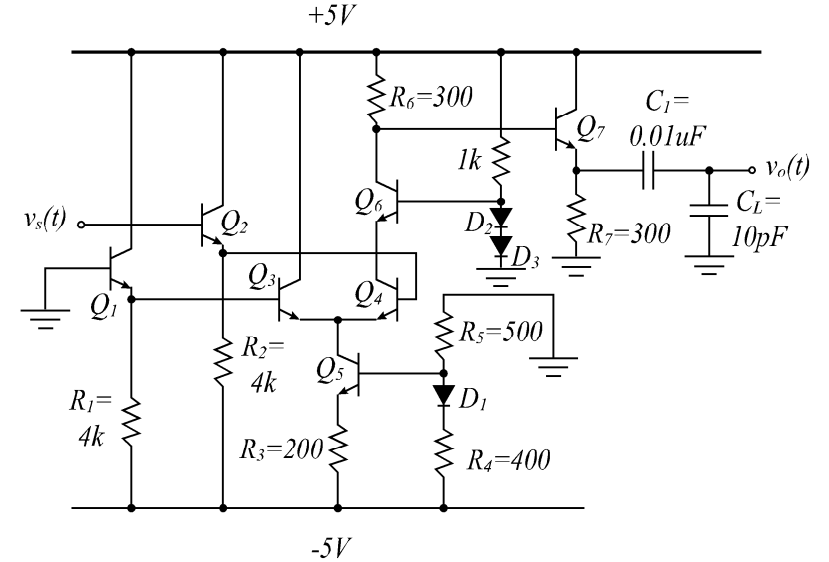 +5V
R6=300
C1=
0.01uF
Q7
1k
vo(t)
vs(t)
Q2
Q6
D2
R7=300
CL=
10pF
D3
Q3
Q4
Q1
R5=500
R2=
4k
Q5
D1
R1=
4k
R3=200
R4=400
-5V